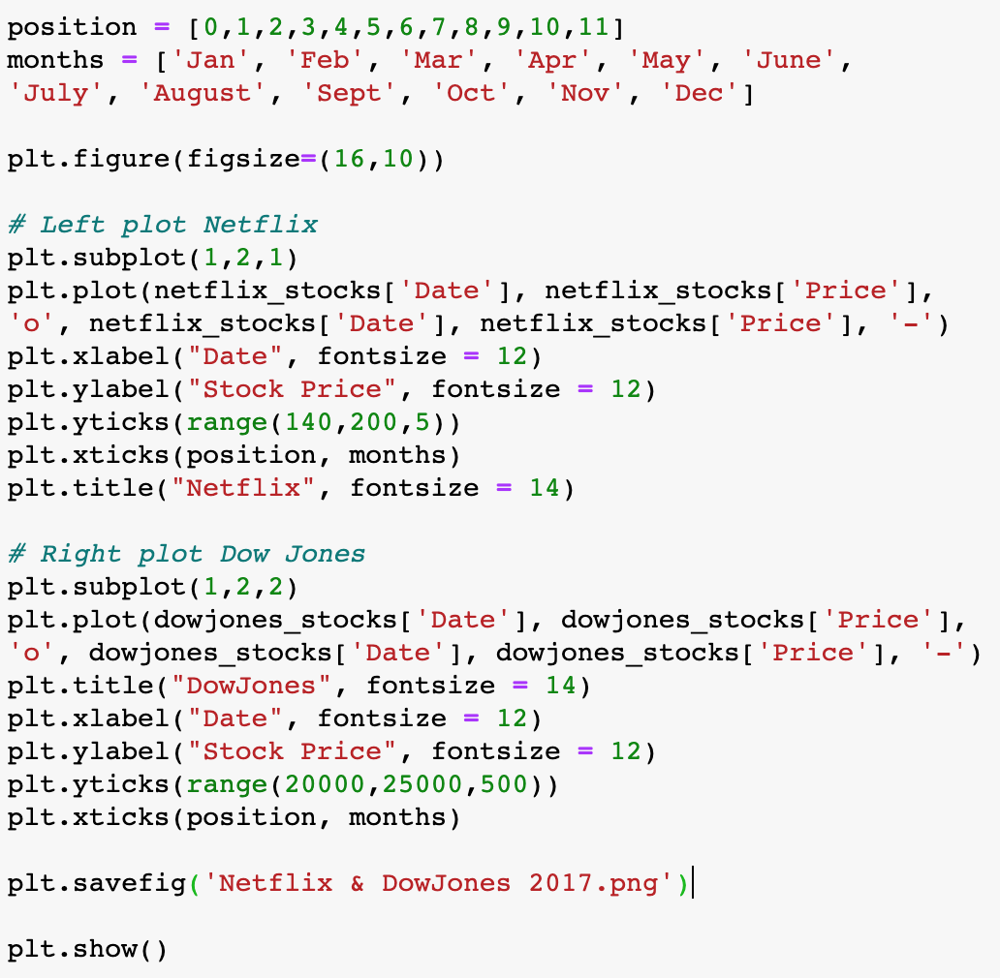 position = [0,1,2,3,4,5,6,7,8,9,10,11]
months = ['Jan', 'Feb', 'Mar', 'Apr', 'May', 'June',
'July', 'August', 'Sept', 'Oct', 'Nov', 'Dec']
plt.figure(figsize=(16,10))
# Left plot Netflix
plt.subplot(1,2,1)
plt.plot(netflix_stocks['Date'], netflix_stocks['Price'],
'o', netflix_stocks['Date'], netflix_stocks['Price'], '-')
plt.xlabel("Date", fontsize = 12)
plt.ylabel("Stock Price", fontsize = 12)
plt.yticks(range(140,200,5))
plt.xticks(position, months)
plt.title("Netflix", fontsize = 14)
# Right plot Dow Jones
plt.subplot(1,2,2)
plt.plot(dowjones_stocks['Date'], dowjones_stocks['Price'],
'o', dowjones_stocks['Date'], dowjones_stocks['Price'], '-')
plt.title("DowJones", fontsize = 14)
plt.xlabel("Date", fontsize = 12)
plt.ylabel("Stock Price", fontsize = 12)
plt.yticks(range(20000,25000,500))
plt.xticks(position, months)
plt.savefig('Netflix & DowJones 2017.png')
plt.show()